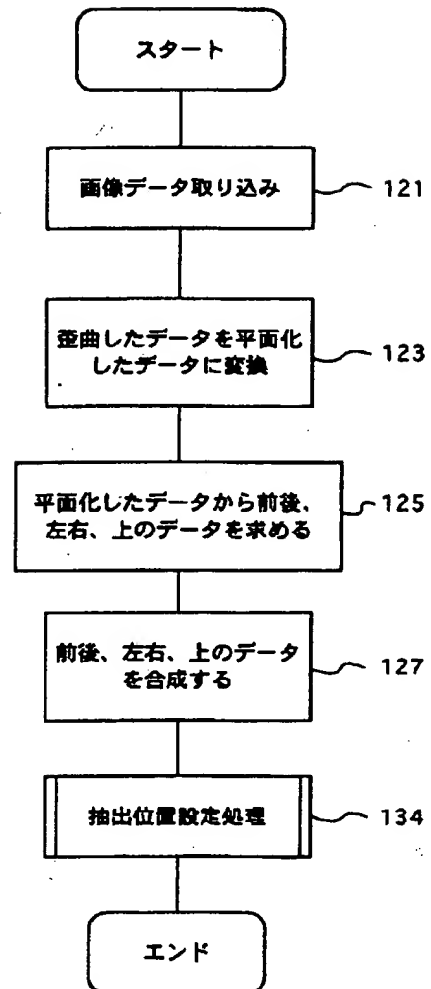 スタート
画像データ取り込み
121
歪曲したデータを平面化
したデータに変換
123
平面化したデータから前後、
左右、上のデータを求める
125
前後、左右、上のデータ
を合成する
127
抽出位置設定処理
134
エンド